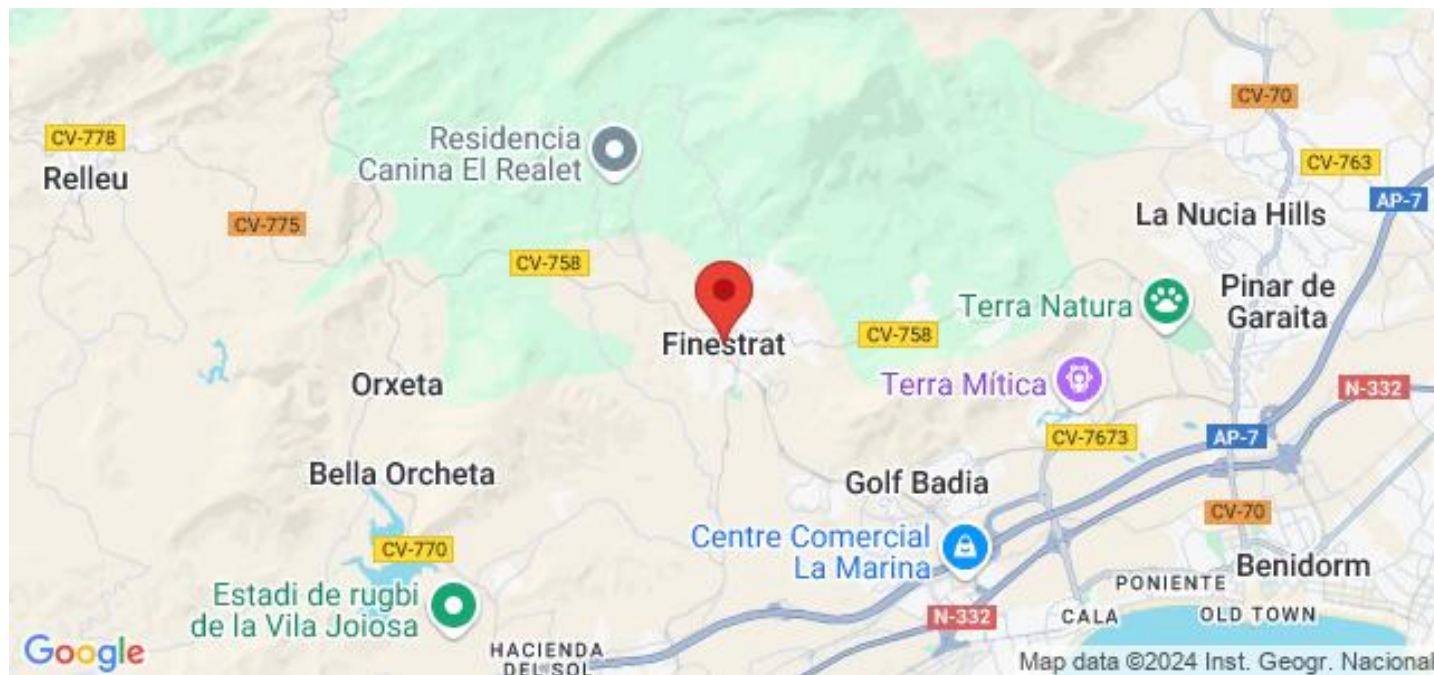 CV-70
CV-778
Residencia
Canina El Realet
CV-763
Relleu
AP-7
La Nucia Hills
CV-775
CV-758
Terra Natura
Pinar de
Garaita
CV-758
Finestrat
Orxeta
Terra Mítica
N-332
CV-7673
AP-7
Bella Orcheta
Golf Badia
CV-70
Centre Comercial
La Marina
CV-770
Benidorm
PONIENTE
Estadi de rugbi
de la Vila Joiosa
N-332
CALA
OLD TOWN
HACIENDA
DEL SOL
Google
Map data ©2024 Inst. Geogr. Nacional